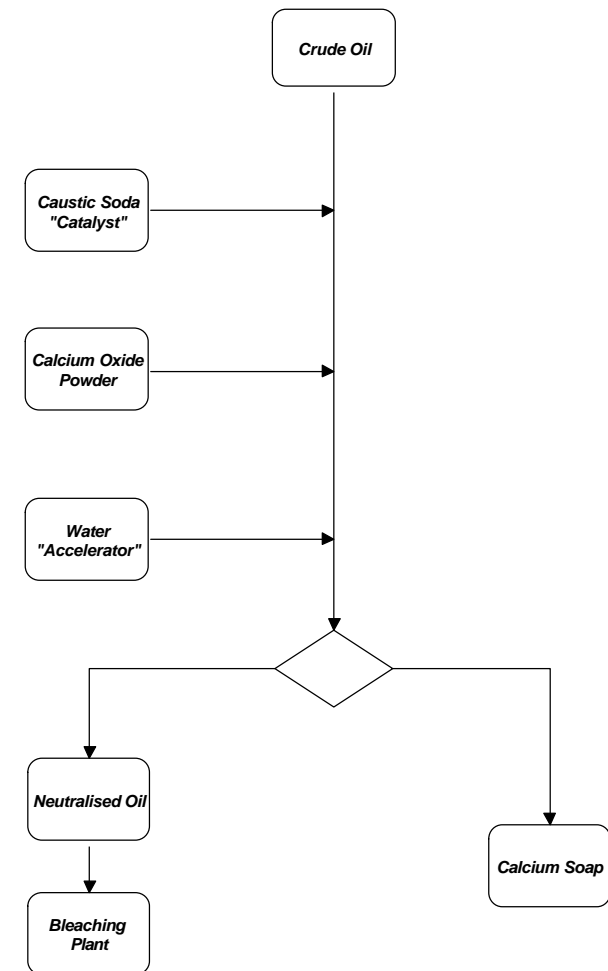 Crude Oil
Caustic Soda
"Catalyst"
Calcium Oxide
Powder
Water
"Accelerator"
Neutralised Oil
Calcium Soap
Bleaching
Plant